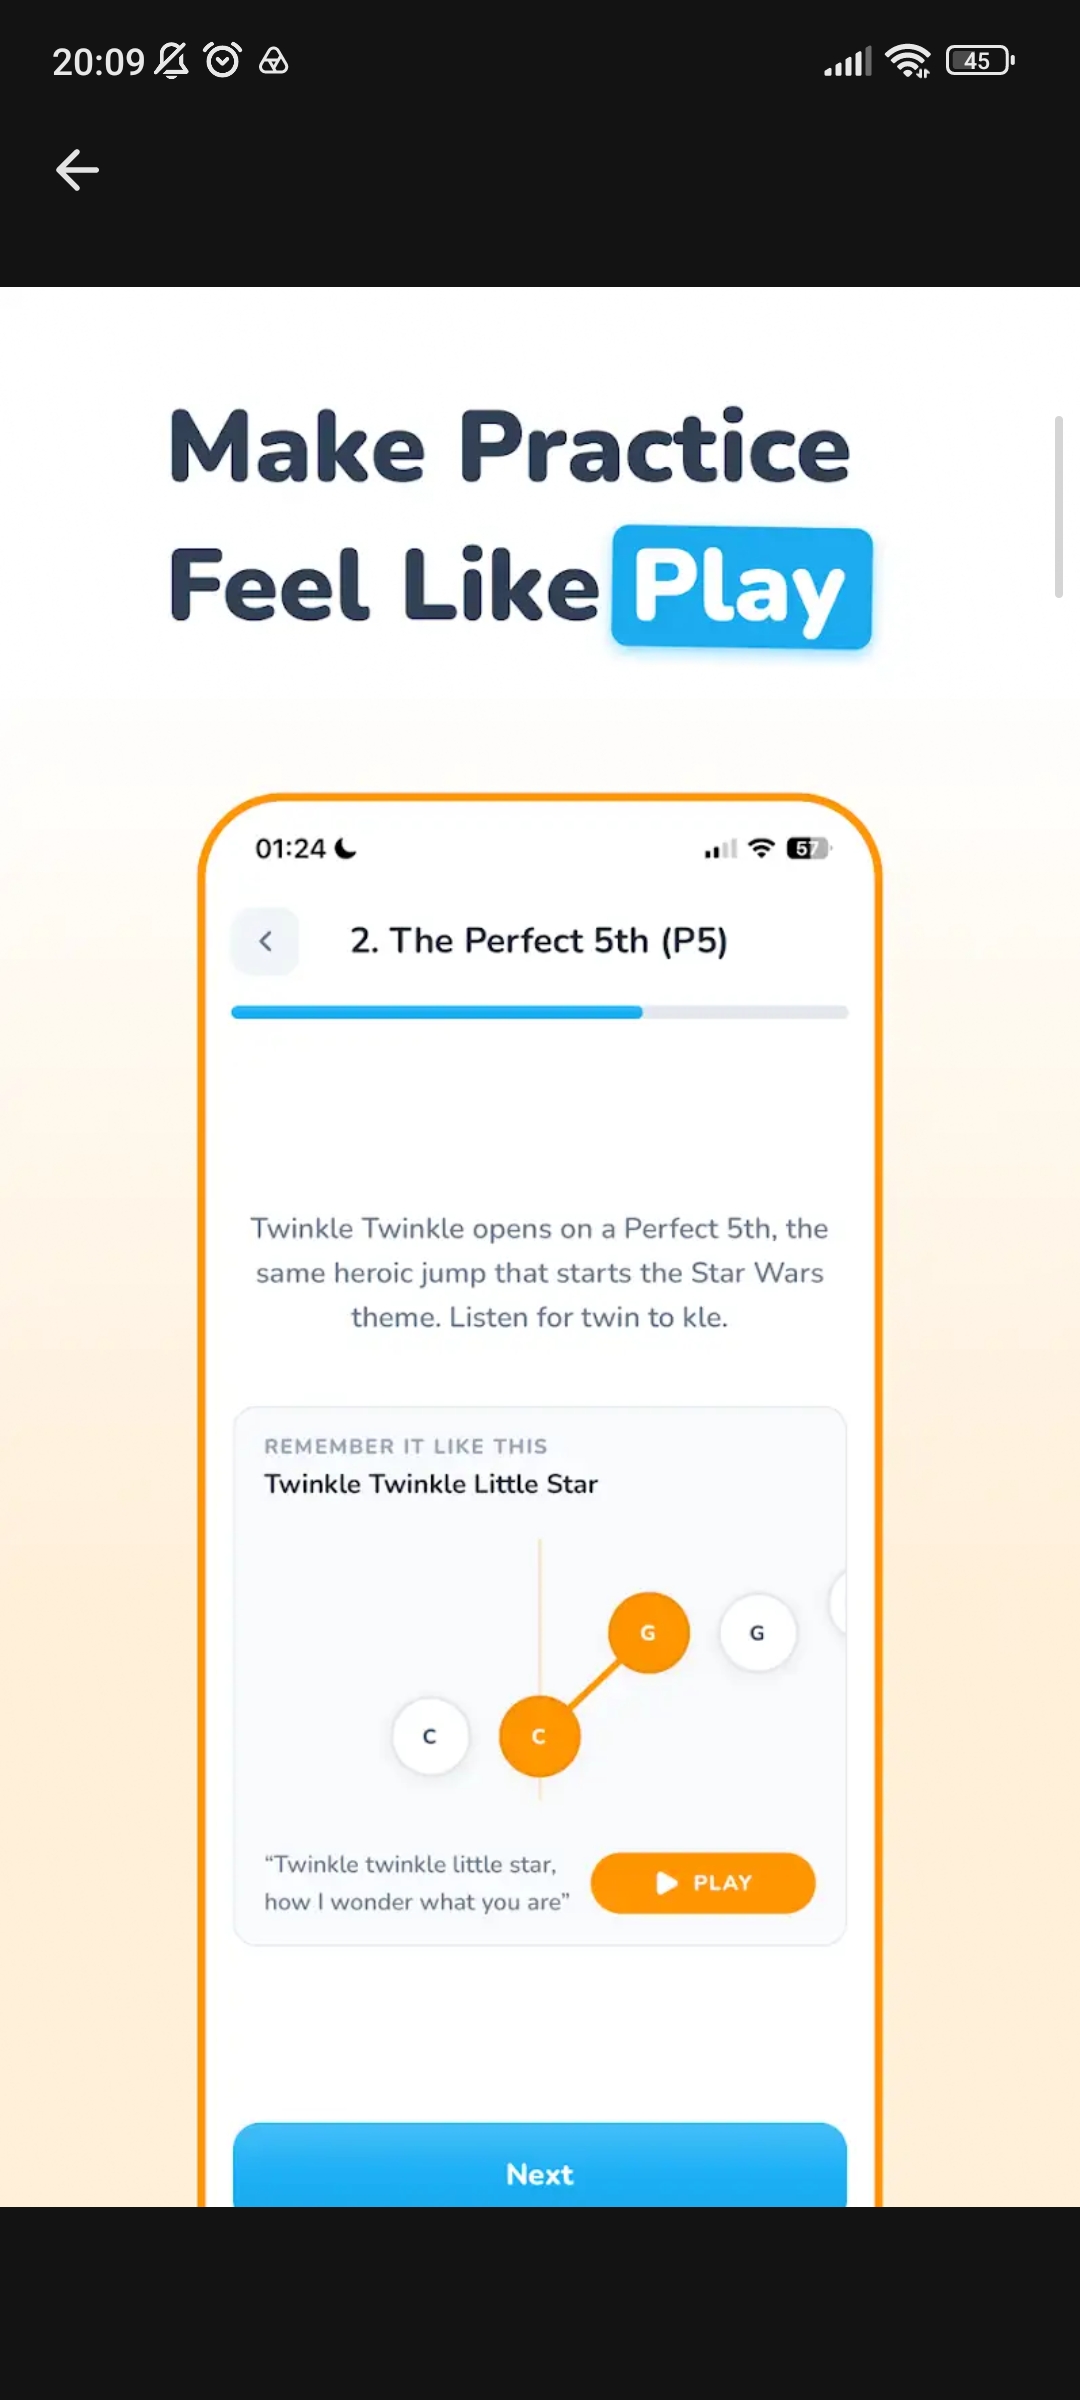 20:09
45
Make Practice
Feel Like Play
01:24
57
2. The Perfect 5th (P5)
Twinkle Twinkle opens on a Perfect 5th, the
same heroic jump that starts the Star Wars
theme. Listen for twin to kle.
REMEMBER IT LIKE THIS
Twinkle Twinkle Little Star
G
G
C
C
“Twinkle twinkle little star,
how I wonder what you are”
PLAY
Next